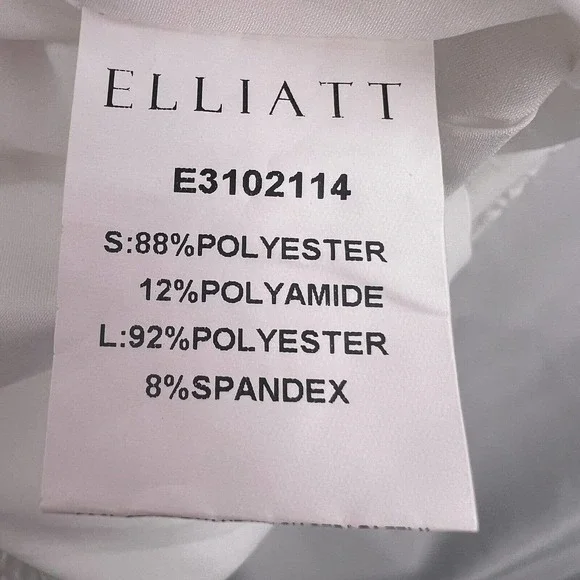 ELLIATT
E3102114
S:88%POLYESTER
12%POLYAMIDE
L:92%POLYESTER
8%SPANDEX